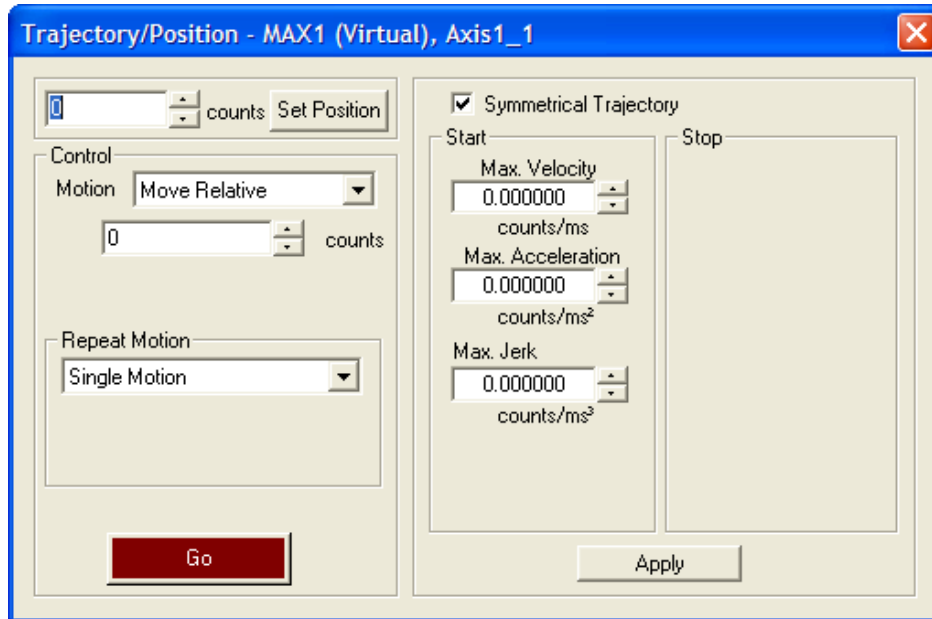 Trajectory/Position - MAX1 (Virtual), Axis1_1
0 counts Set Position
Control
Motion Move Relative
0 counts
Repeat Motion
Single Motion
Go
Symmetrical Trajectory
Start
Max. Velocity
0.000000
counts/ms
Max. Acceleration
0.000000
counts/ms²
Max. Jerk
0.000000
counts/ms³
Stop
Apply